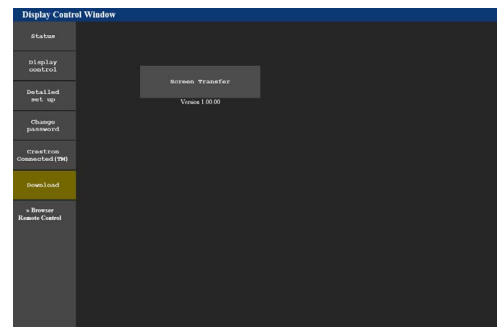 Display Control Window
Status
Display
control
Detailed
set up
Change
password
Crestron
Connected(TM)
Download
» Browser
Remote Control
Screen Transfer
Version 1.00.00